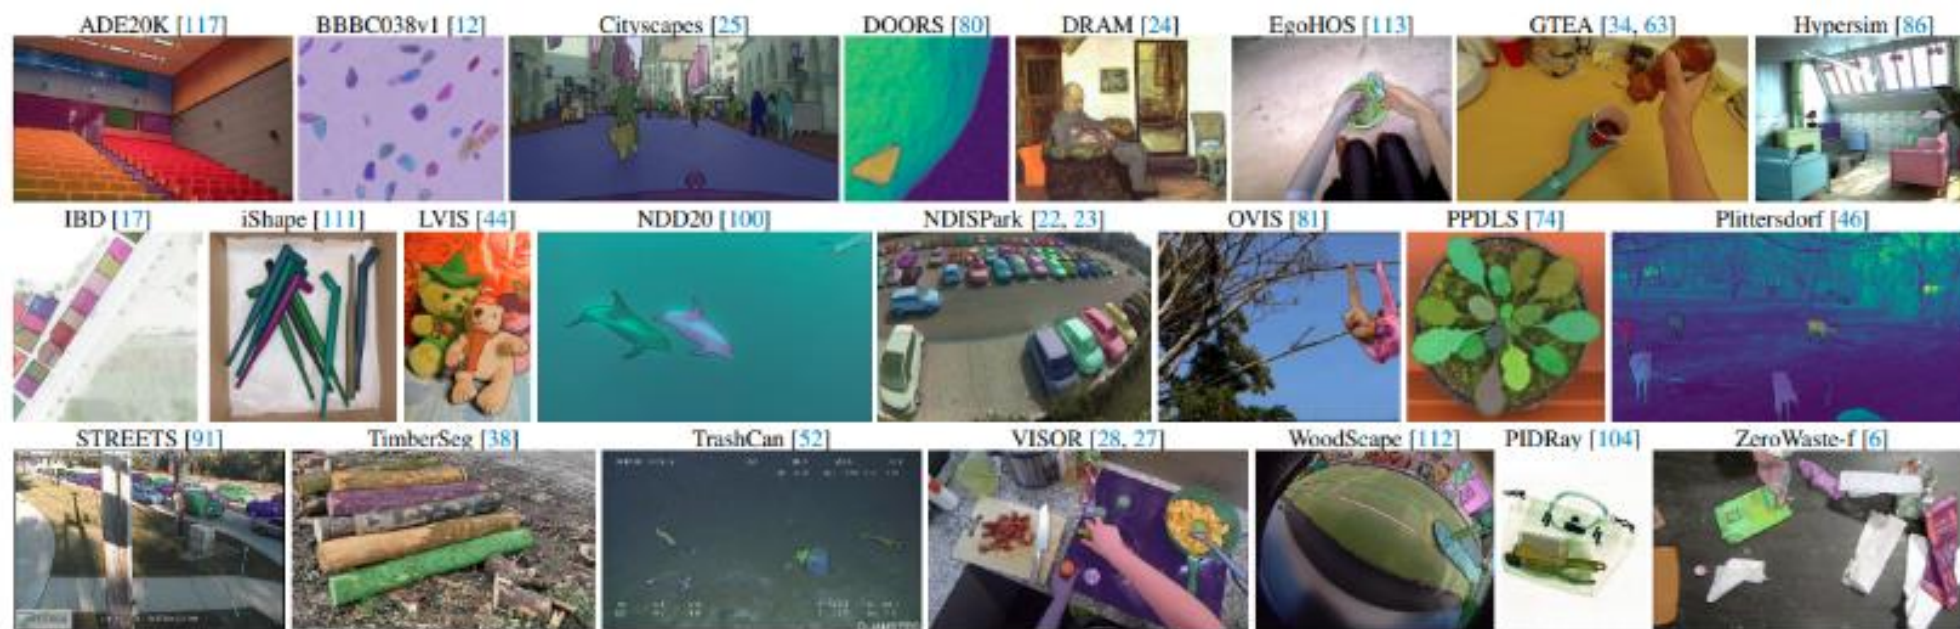 ADE20K [117] BBBC038v1 [12] Cityscapes [25] DOORS [80] DRAM [24] EgoHOS [113] GTEA [34, 63] Hypersim [86]
IBD [17] iShape [111] LVIS [44] NDD20 [100] NDISPark [22, 23] OVIS [81] PPDLS [74] Plittersdorf [46]
STREETS [91] TimberSeg [38] TrashCan [52] VISOR [28, 27] WoodScape [112] PIDRay [104] ZeroWaste-f [6]